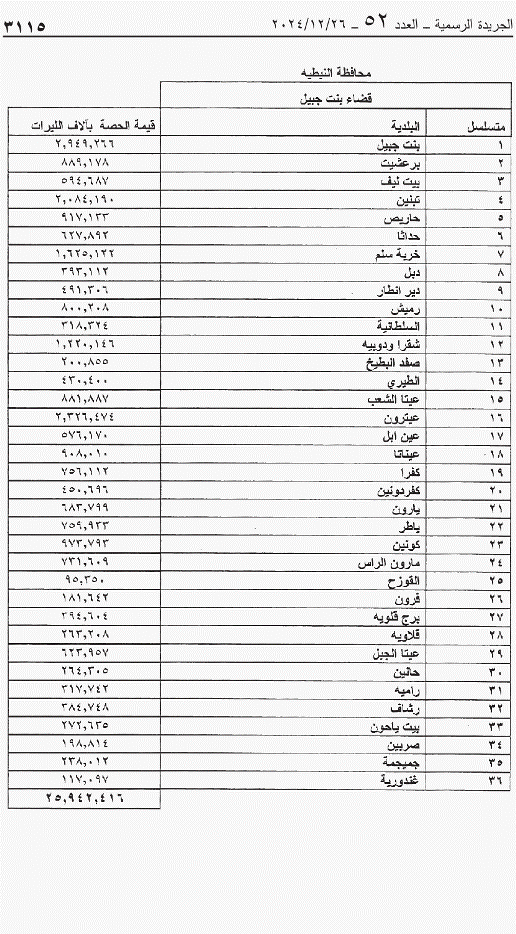 الجريدة الرسمية – العدد ٥٢ – ٢٠٢٤/١٢/٢٦ ٣١١٥
محافظة النبطيه
قضاء بنت جبيل
متسلسل البلدية قيمة الحصة بآلاف الليرات
١ بنت جبيل ٢,٩٤٩,٢٦٦
٢ برعشيت ٨٨٩,١٧٨
٣ بيت ليف ٥٩٤,٦٨٧
٤ تبنين ٢,٠٨٤,١٩٠
٥ حاريص ٩١٧,١٣٣
٦ حداثا ٦٢٧,٨٩٢
٧ خربة سلم ١,٦٢٥,١٢٢
٨ دبل ٣٩٣,١١٢
٩ دير انطار ٤٩١,٣٠٦
١٠ رميش ٨٠٠,٢٠٨
١١ السلطانية ٣١٨,٣٢٤
١٢ شقرا ودوبيه ١,٢٢٠,١٤٦
١٣ صفد البطيخ ٢٠٠,٨٥٥
١٤ الطيري ٤٣٠,٤٠٠
١٥ عيتا الشعب ٨٨١,٨٨٧
١٦ عيترون ٢,٣٢٦,٤٧٤
١٧ عين ابل ٥٧٦,١٧٠
١٨ عيناتا ٩٠٨,٠١٠
١٩ كفرا ٧٥٦,١١٢
٢٠ كفردونين ٤٥٠,٦٩٦
٢١ يارون ٦٨٣,٧٩٩
٢٢ ياطر ٧٥٩,٩٣٣
٢٣ كونين ٩٧٣,٧٩٣
٢٤ مارون الراس ٧٣١,٦٠٩
٢٥ القوزح ٩٥,٣٥٠
٢٦ فرون ١٨١,٦٤٢
٢٧ برج قلويه ٣٩٤,٦٠٤
٢٨ قلاويه ٢٦٣,٢٠٨
٢٩ عيتا الجبل ٦٢٣,٩٥٧
٣٠ حانين ٢٦٤,٣٠٥
٣١ راميه ٣١٧,٧٤٢
٣٢ رشاف ٣٨٤,٧٤٨
٣٣ بيت ياحون ٢٧٢,٦٣٥
٣٤ صربين ١٩٨,٨١٤
٣٥ جميجمة ٢٣٨,٠١٢
٣٦ غندورية ١١٧,٠٩٧
٢٥,٩٤٢,٤١٦